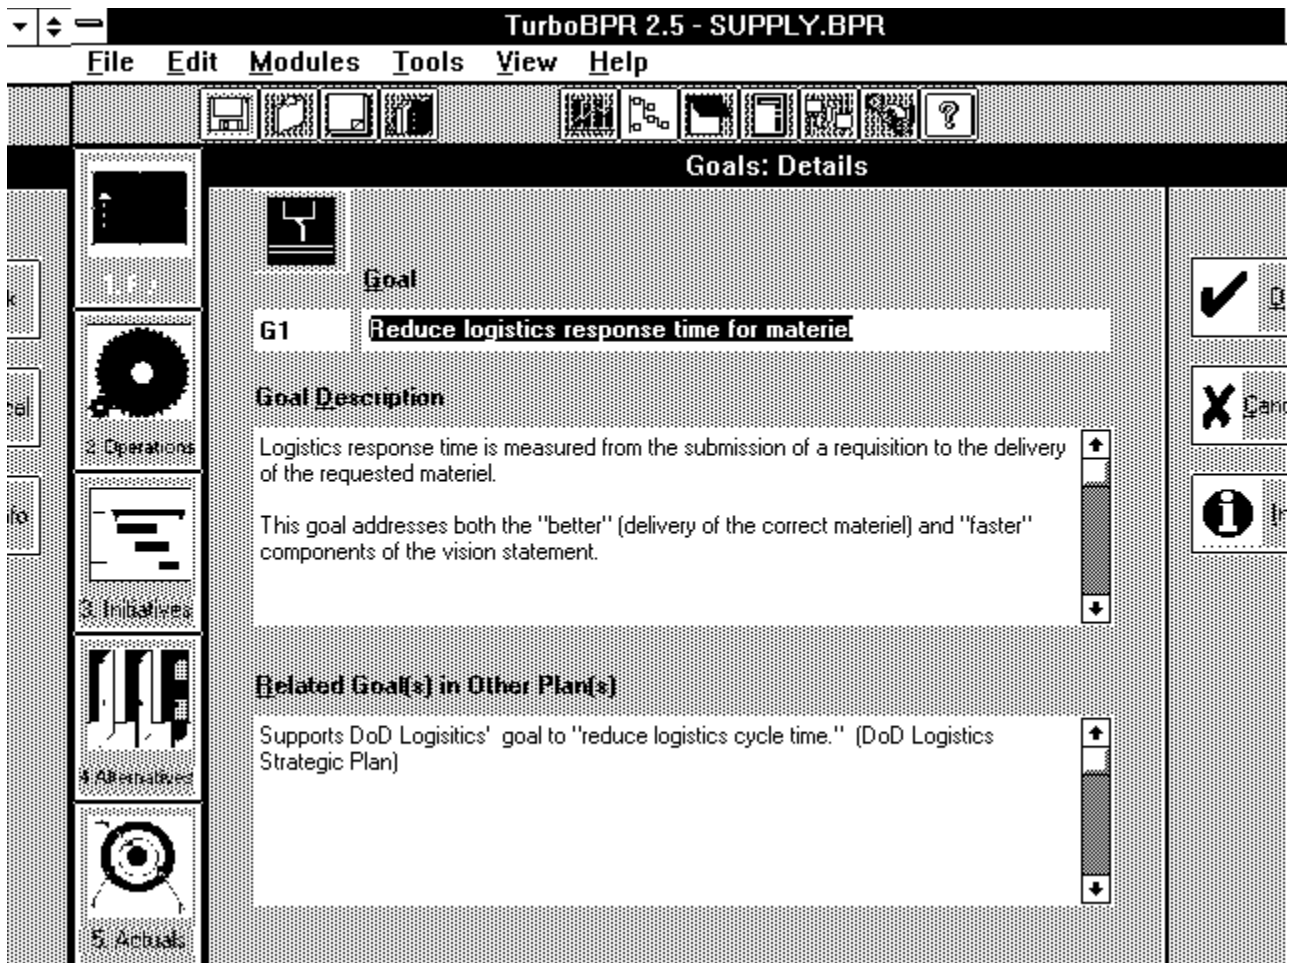 TurboBPR 2.5 - SUPPLY.BPR
File Edit Modules Tools View Help
Goals: Details
Goal
G1 Reduce logistics response time for materiel
Goal Description
Logistics response time is measured from the submission of a requisition to the delivery
of the requested materiel.
This goal addresses both the "better" (delivery of the correct materiel) and "faster"
components of the vision statement.
Related Goal(s) in Other Plan(s)
Supports DoD Logisitics' goal to "reduce logistics cycle time." (DoD Logistics
Strategic Plan)
2. Operations
3. Initiatives
4. Alternatives
5. Actuals